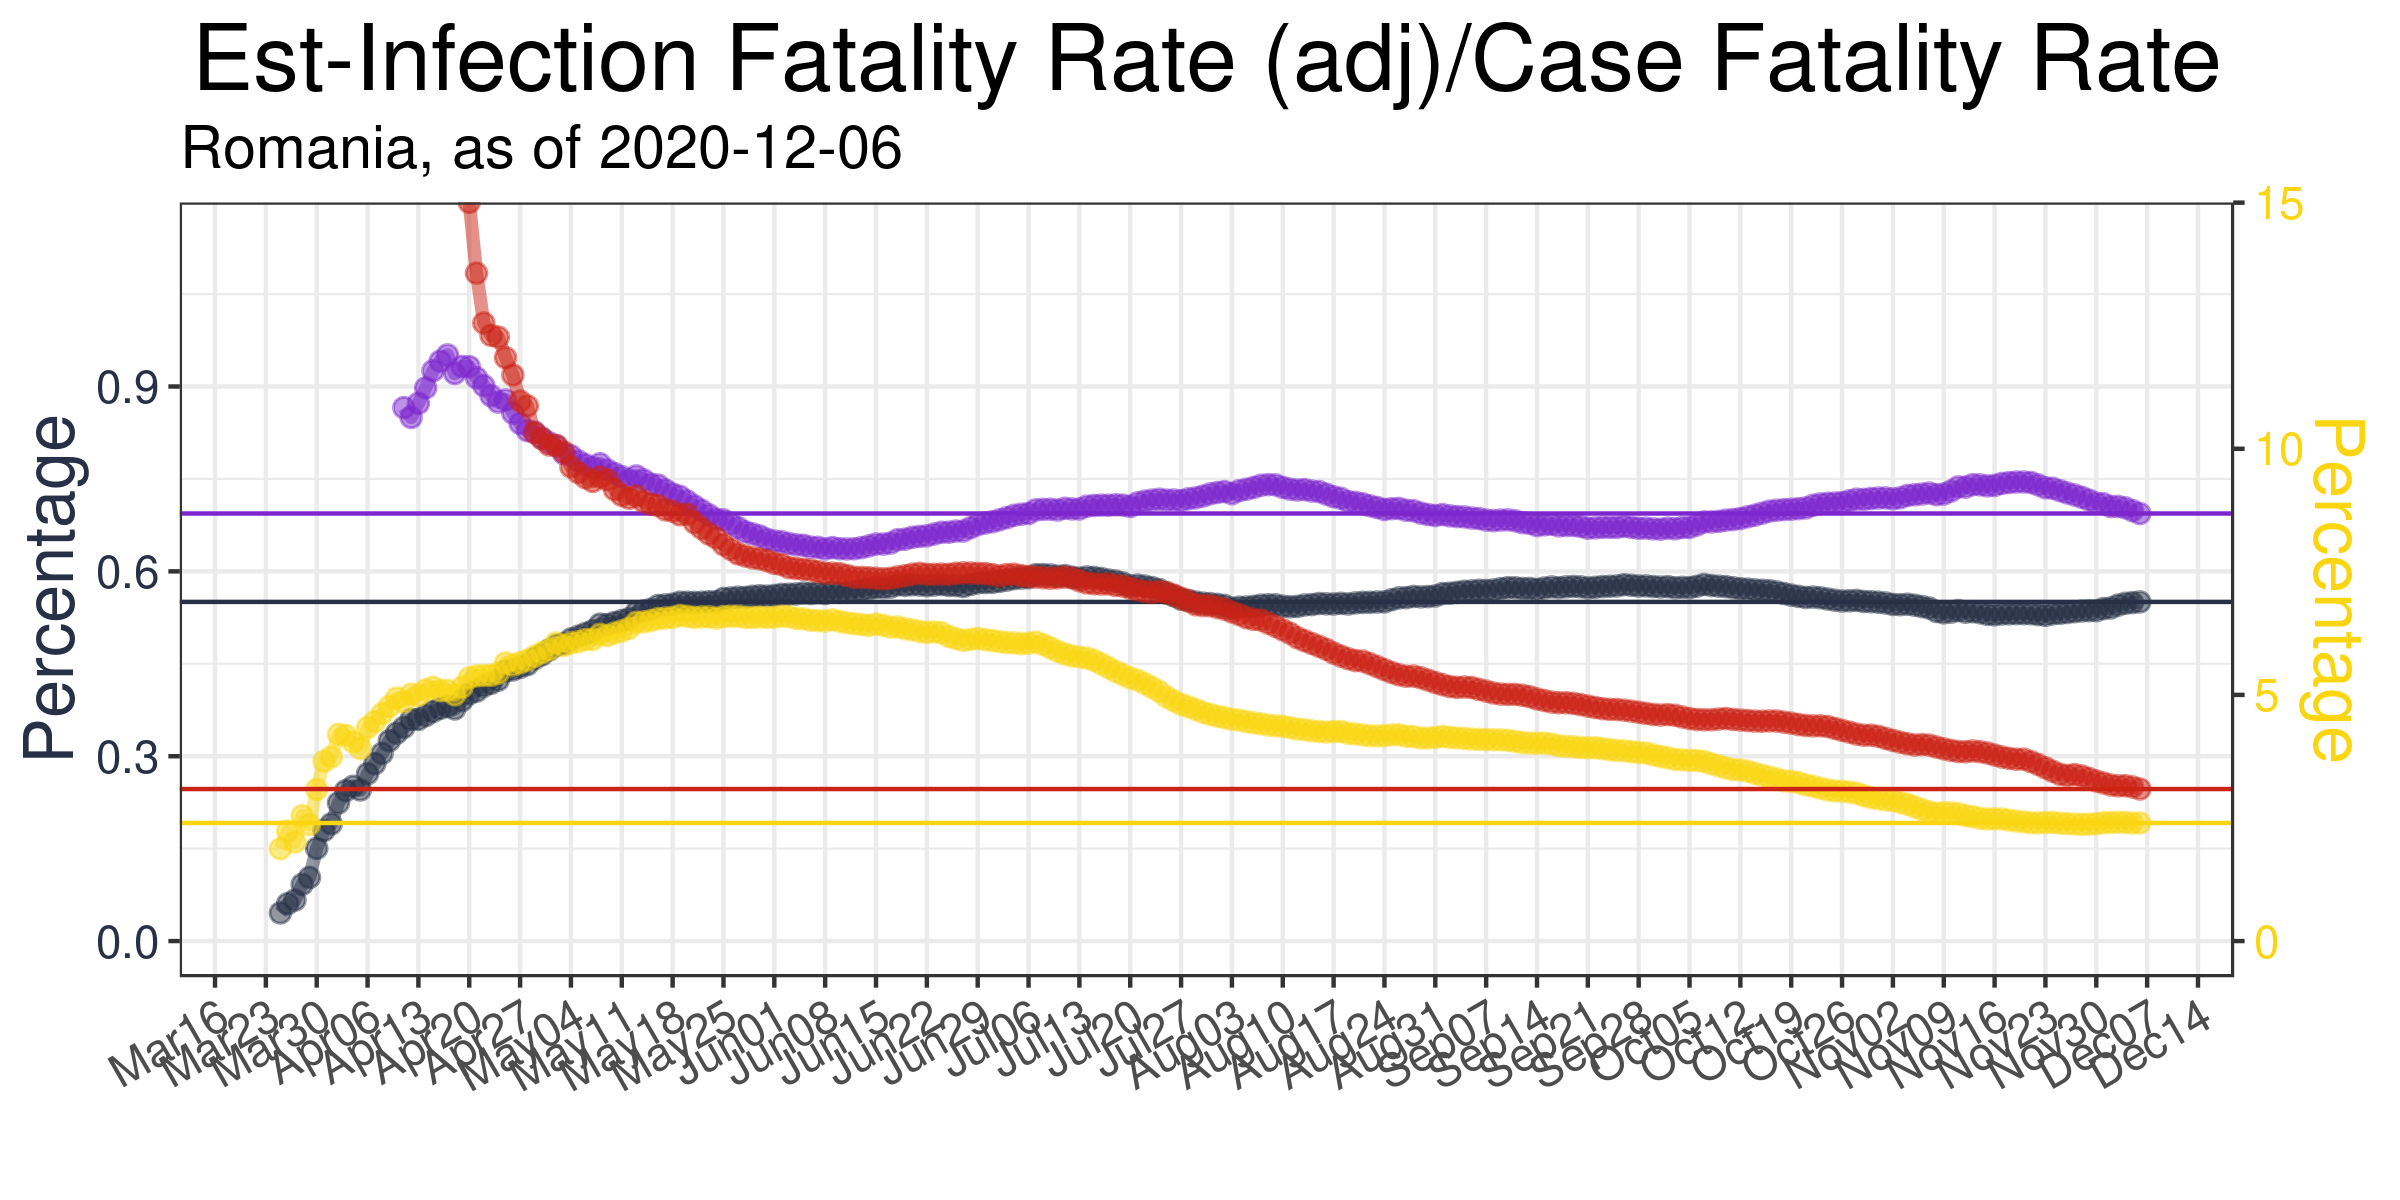 Est-Infection Fatality Rate (adj)/Case Fatality Rate
Romania, as of 2020-12-06
Percentage
0.9
0.6
0.3
0.0
15
10
5
0
Percentage
Mar16
Mar23
Mar30
Apr06
Apr13
Apr20
Apr27
May04
May11
May18
May25
Jun01
Jun08
Jun15
Jun22
Jun29
Jul06
Jul13
Jul20
Jul27
Aug03
Aug10
Aug17
Aug24
Aug31
Sep07
Sep14
Sep21
Sep28
Oct05
Oct12
Oct19
Oct26
Nov02
Nov09
Nov16
Nov23
Nov30
Dec07
Dec14